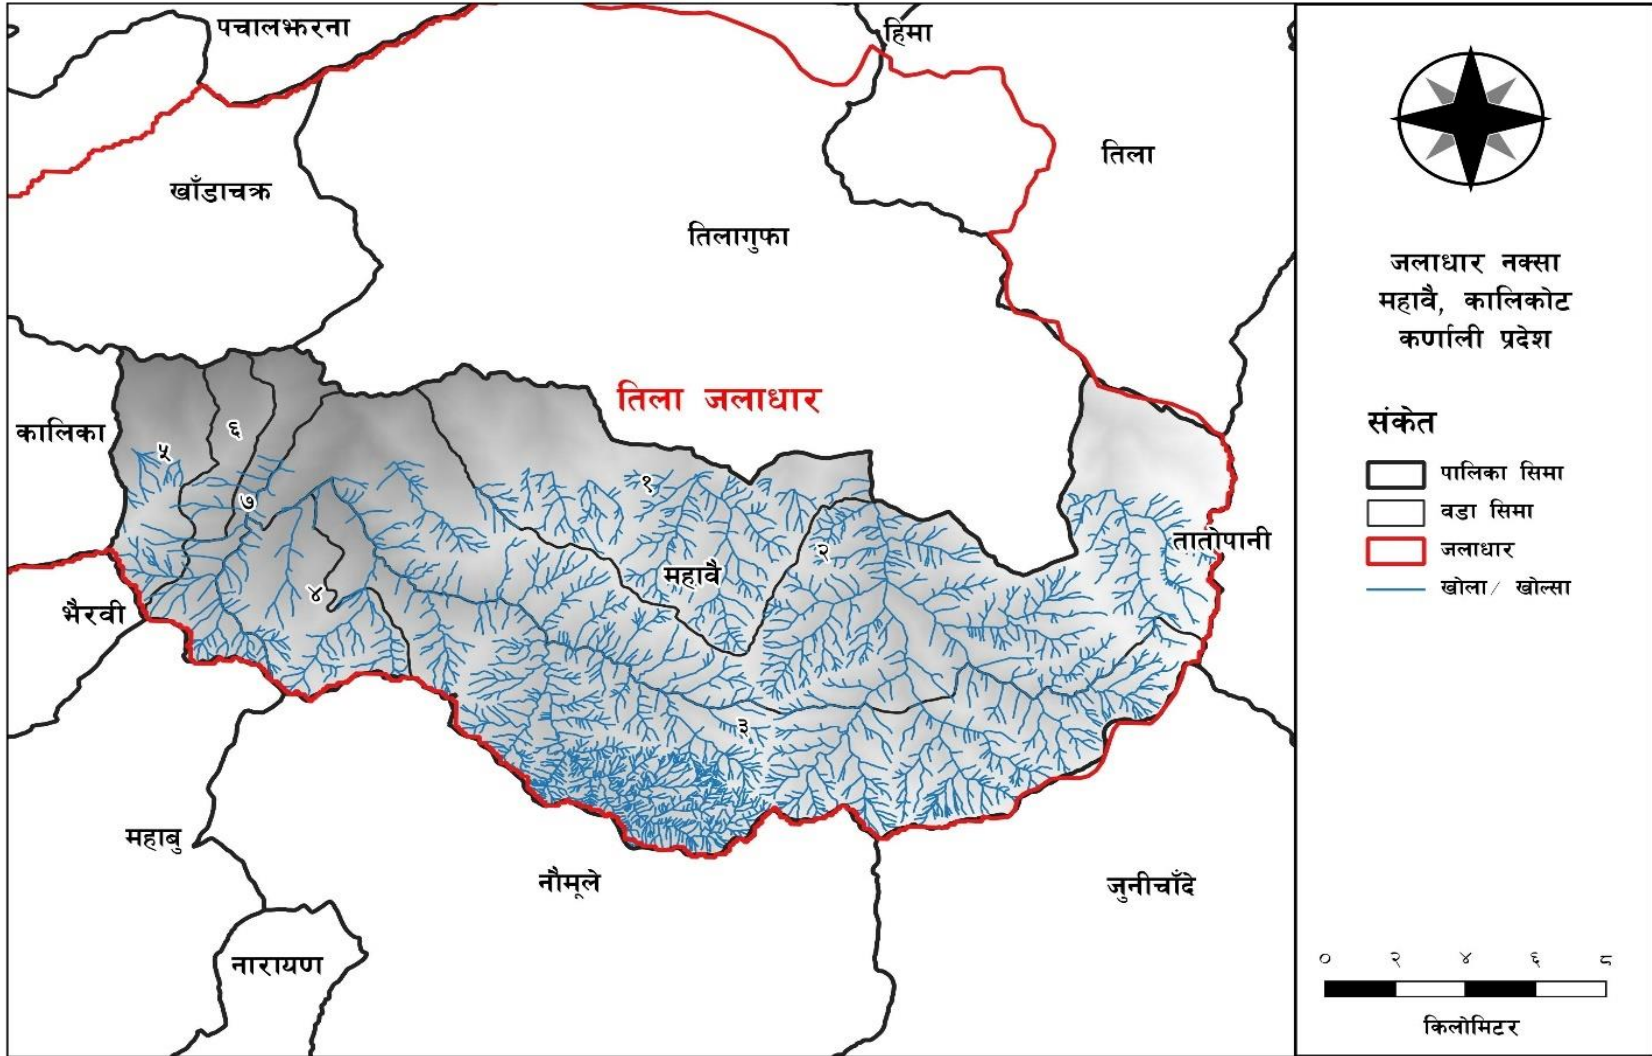 पचालझरना
हिमा
तिला
खाँडाचक्र
तिलागुफा
तिला जलाधार
कालिका
६
५
१
७
तातोपानी
२
महावै
४
भैरवी
३
महाबु
नौमूले
जुनीचाँदे
नारायण
जलाधार नक्सा
महावै, कालिकोट
कर्णाली प्रदेश
संकेत
पालिका सिमा
वडा सिमा
जलाधार
खोला/ खोल्सा
० २ ४ ६ ८
किलोमिटर